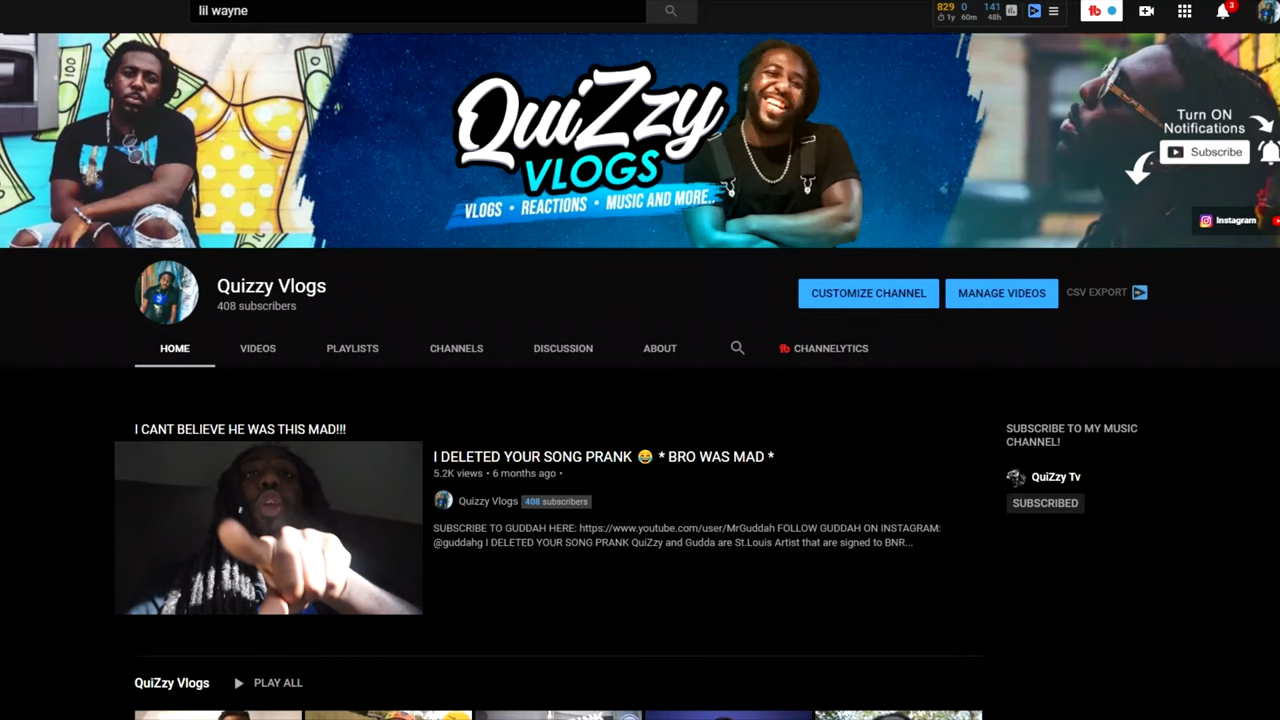 lil wayne
829 0 141
1y 60m 48h
3
100
QuiZzy
VLOGS
VLOGS • REACTIONS • MUSIC AND MORE..
Turn ON
Notifications
Subscribe
Instagram
Quizzy Vlogs
408 subscribers
CUSTOMIZE CHANNEL
MANAGE VIDEOS
CSV EXPORT
HOME
VIDEOS
PLAYLISTS
CHANNELS
DISCUSSION
ABOUT
CHANNELYTICS
I CANT BELIEVE HE WAS THIS MAD!!!
I DELETED YOUR SONG PRANK 😂 * BRO WAS MAD *
5.2K views • 6 months ago •
Quizzy Vlogs 408 subscribers
SUBSCRIBE TO GUDDAH HERE: https://www.youtube.com/user/MrGuddah FOLLOW GUDDAH ON INSTAGRAM:
@guddahg I DELETED YOUR SONG PRANK QuiZzy and Gudda are St.Louis Artist that are signed to BNR...
SUBSCRIBE TO MY MUSIC
CHANNEL!
QuiZzy Tv
SUBSCRIBED
QuiZzy Vlogs
PLAY ALL